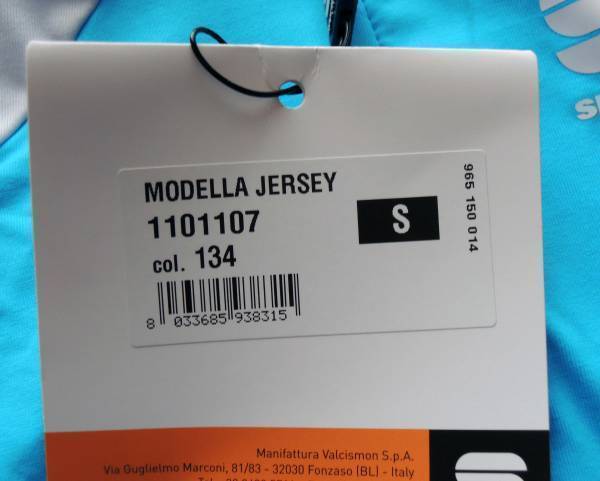 MODELLA JERSEY
1101107
col. 134
S
965 150 014
8 033685 938315
Manifattura Valcismon S.p.A.
Via Guglielmo Marconi, 81/83 - 32030 Fonzaso (BL) - Italy